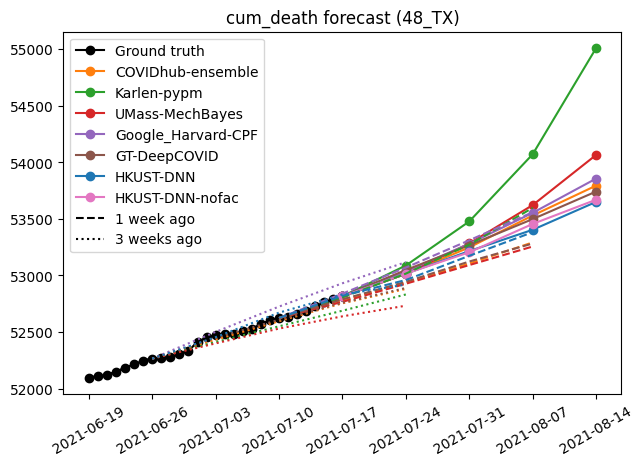 cum_death forecast (48_TX)
55000
54500
54000
53500
53000
52500
52000
Ground truth
COVIDhub-ensemble
Karlen-pypm
UMass-MechBayes
Google_Harvard-CPF
GT-DeepCOVID
HKUST-DNN
HKUST-DNN-nofac
1 week ago
3 weeks ago
2021-06-19
2021-06-26
2021-07-03
2021-07-10
2021-07-17
2021-07-24
2021-07-31
2021-08-07
2021-08-14